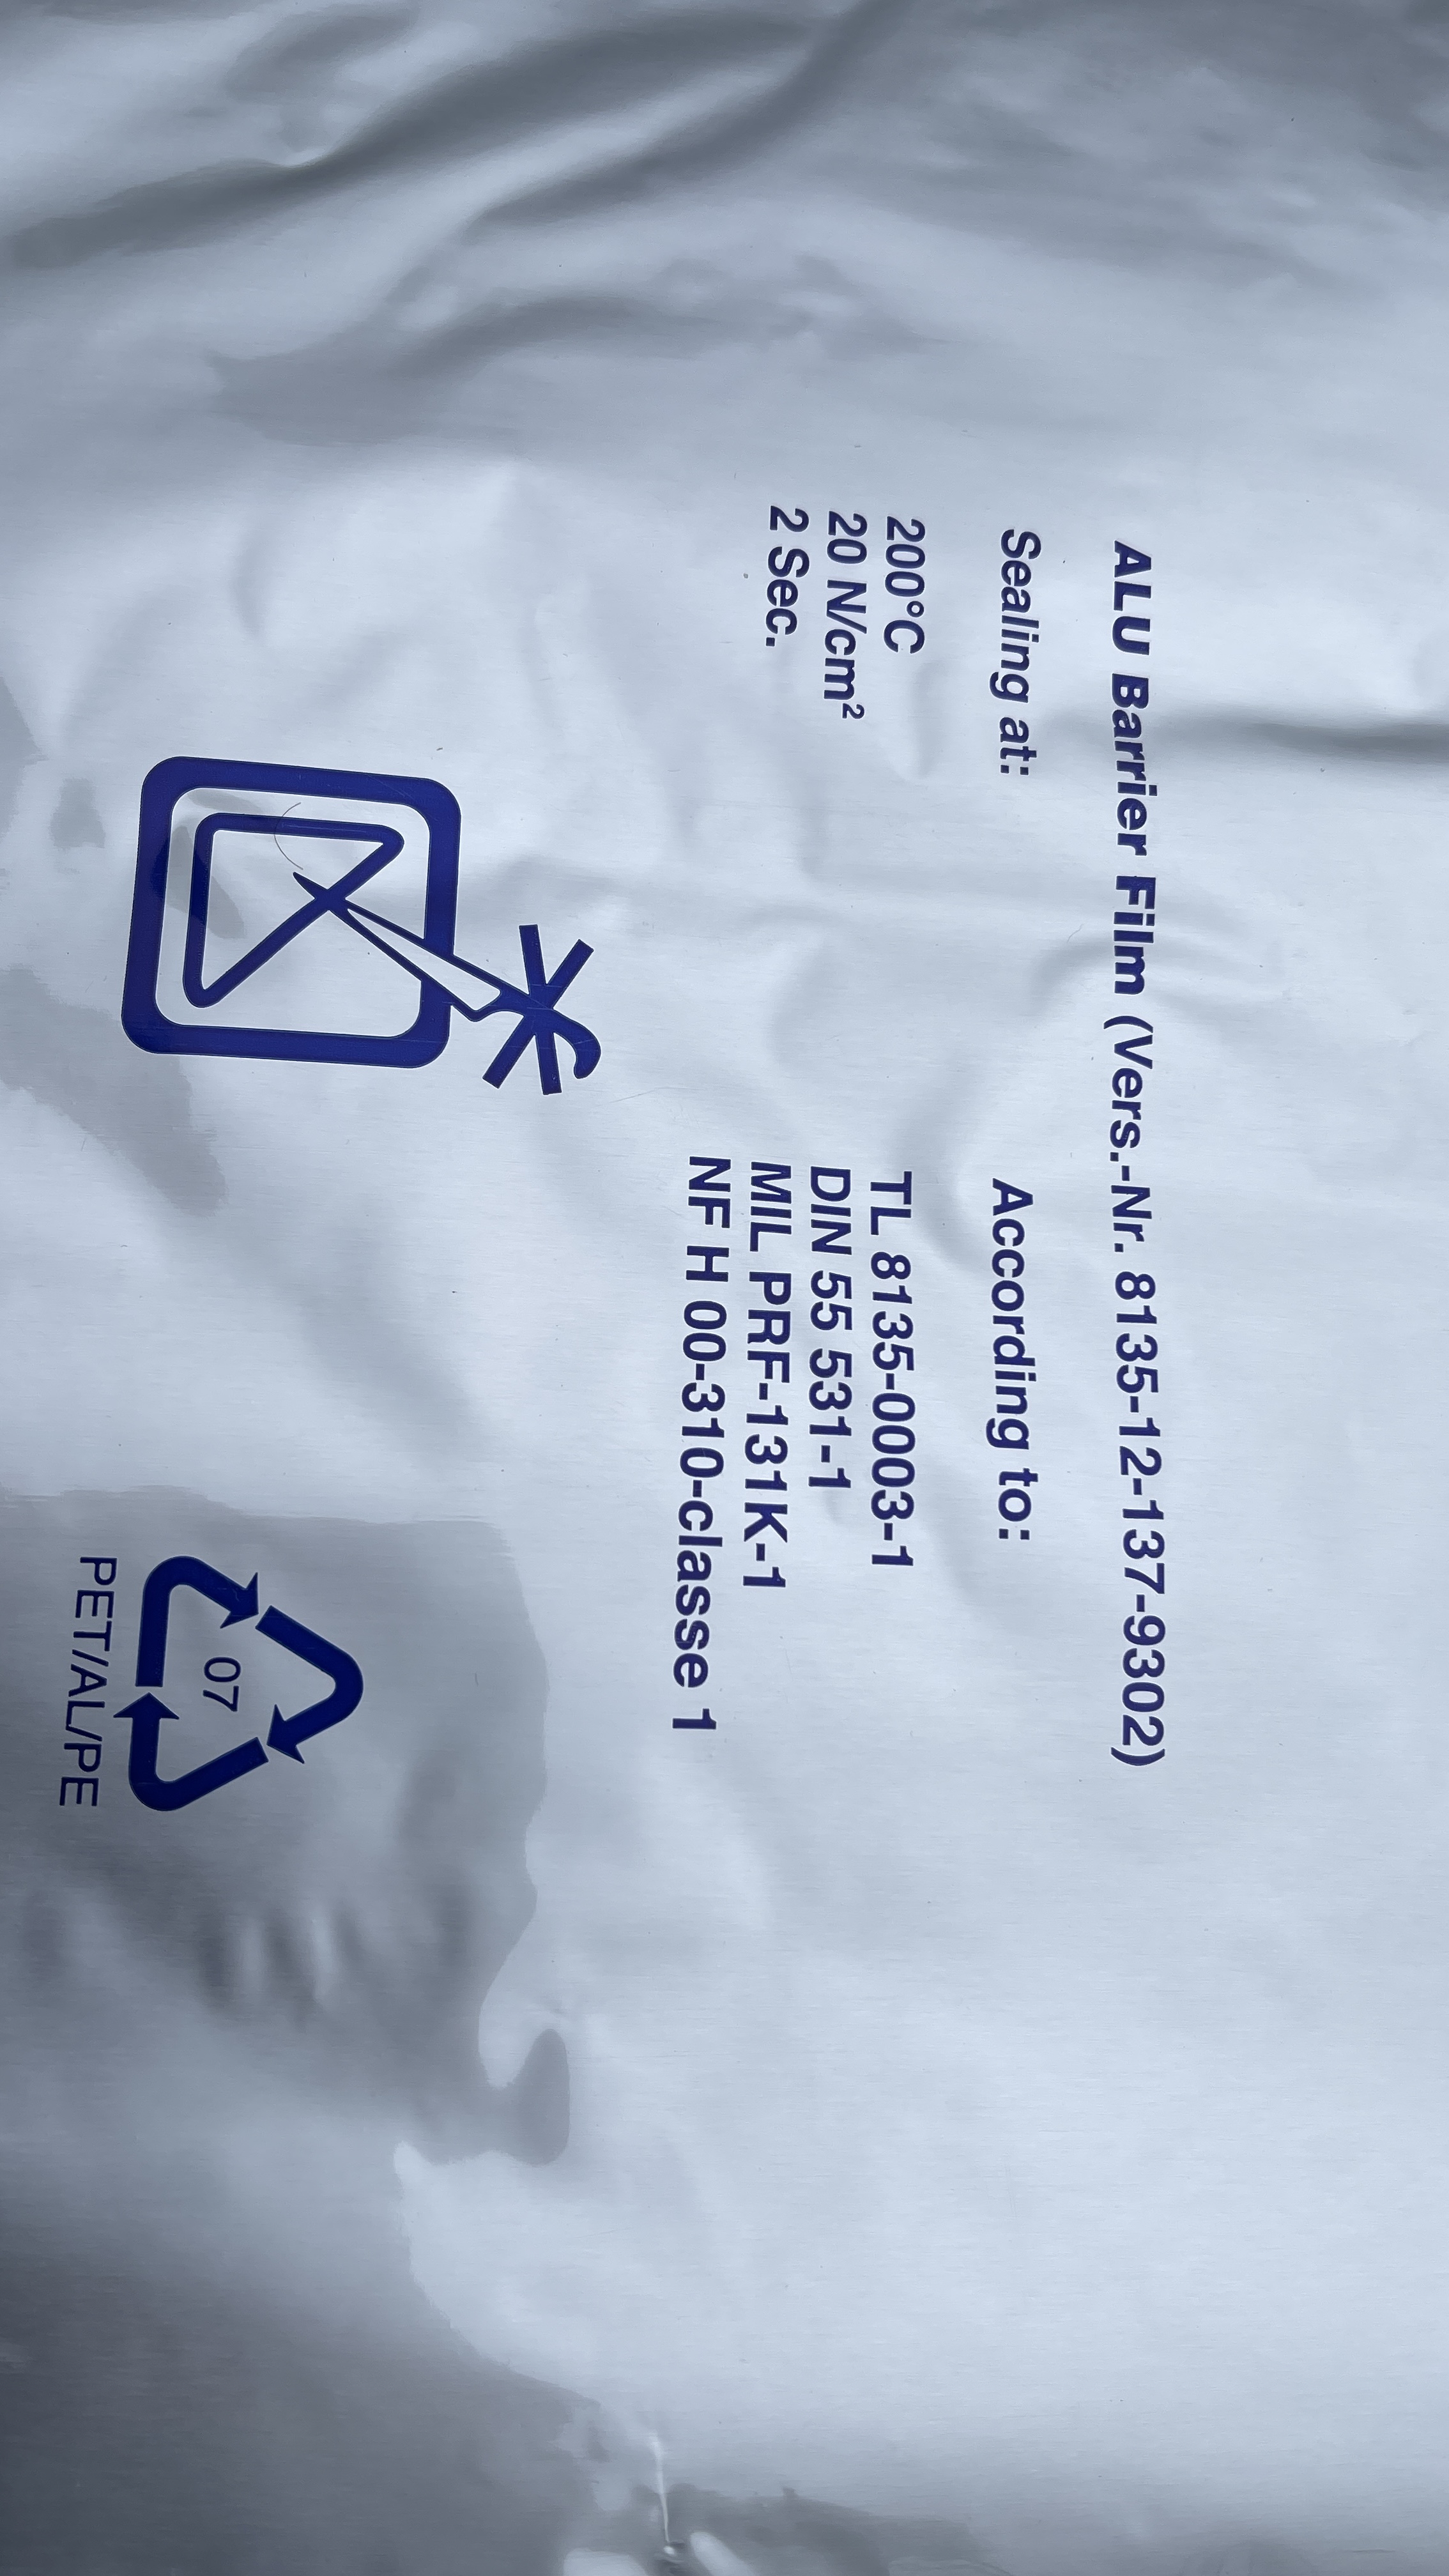 ALU Barrier Film (Vers.-Nr. 8135-12-137-9302)
Sealing at:
200°C
20 N/cm²
2 Sec.
According to:
TL 8135-0003-1
DIN 55 531-1
MIL PRF-131K-1
NF H 00-310-classe 1
07
PET/AL/PE